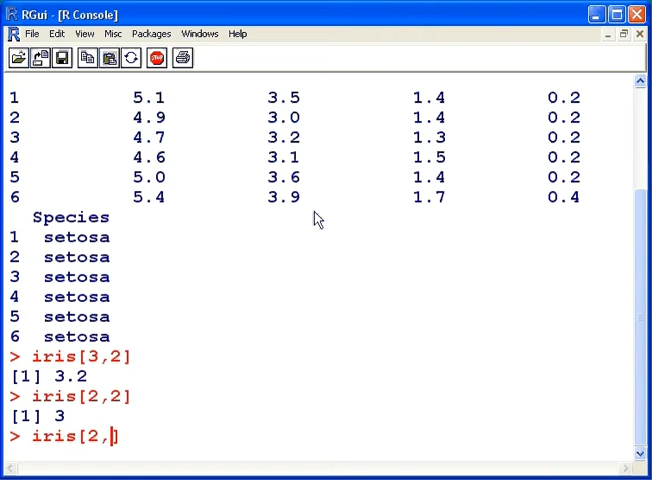 RGui - [R Console]
File Edit View Misc Packages Windows Help
STOP
1 5.1 3.5 1.4 0.2
2 4.9 3.0 1.4 0.2
3 4.7 3.2 1.3 0.2
4 4.6 3.1 1.5 0.2
5 5.0 3.6 1.4 0.2
6 5.4 3.9 1.7 0.4
Species
1 setosa
2 setosa
3 setosa
4 setosa
5 setosa
6 setosa
> iris[3,2]
[1] 3.2
> iris[2,2]
[1] 3
> iris[2,]